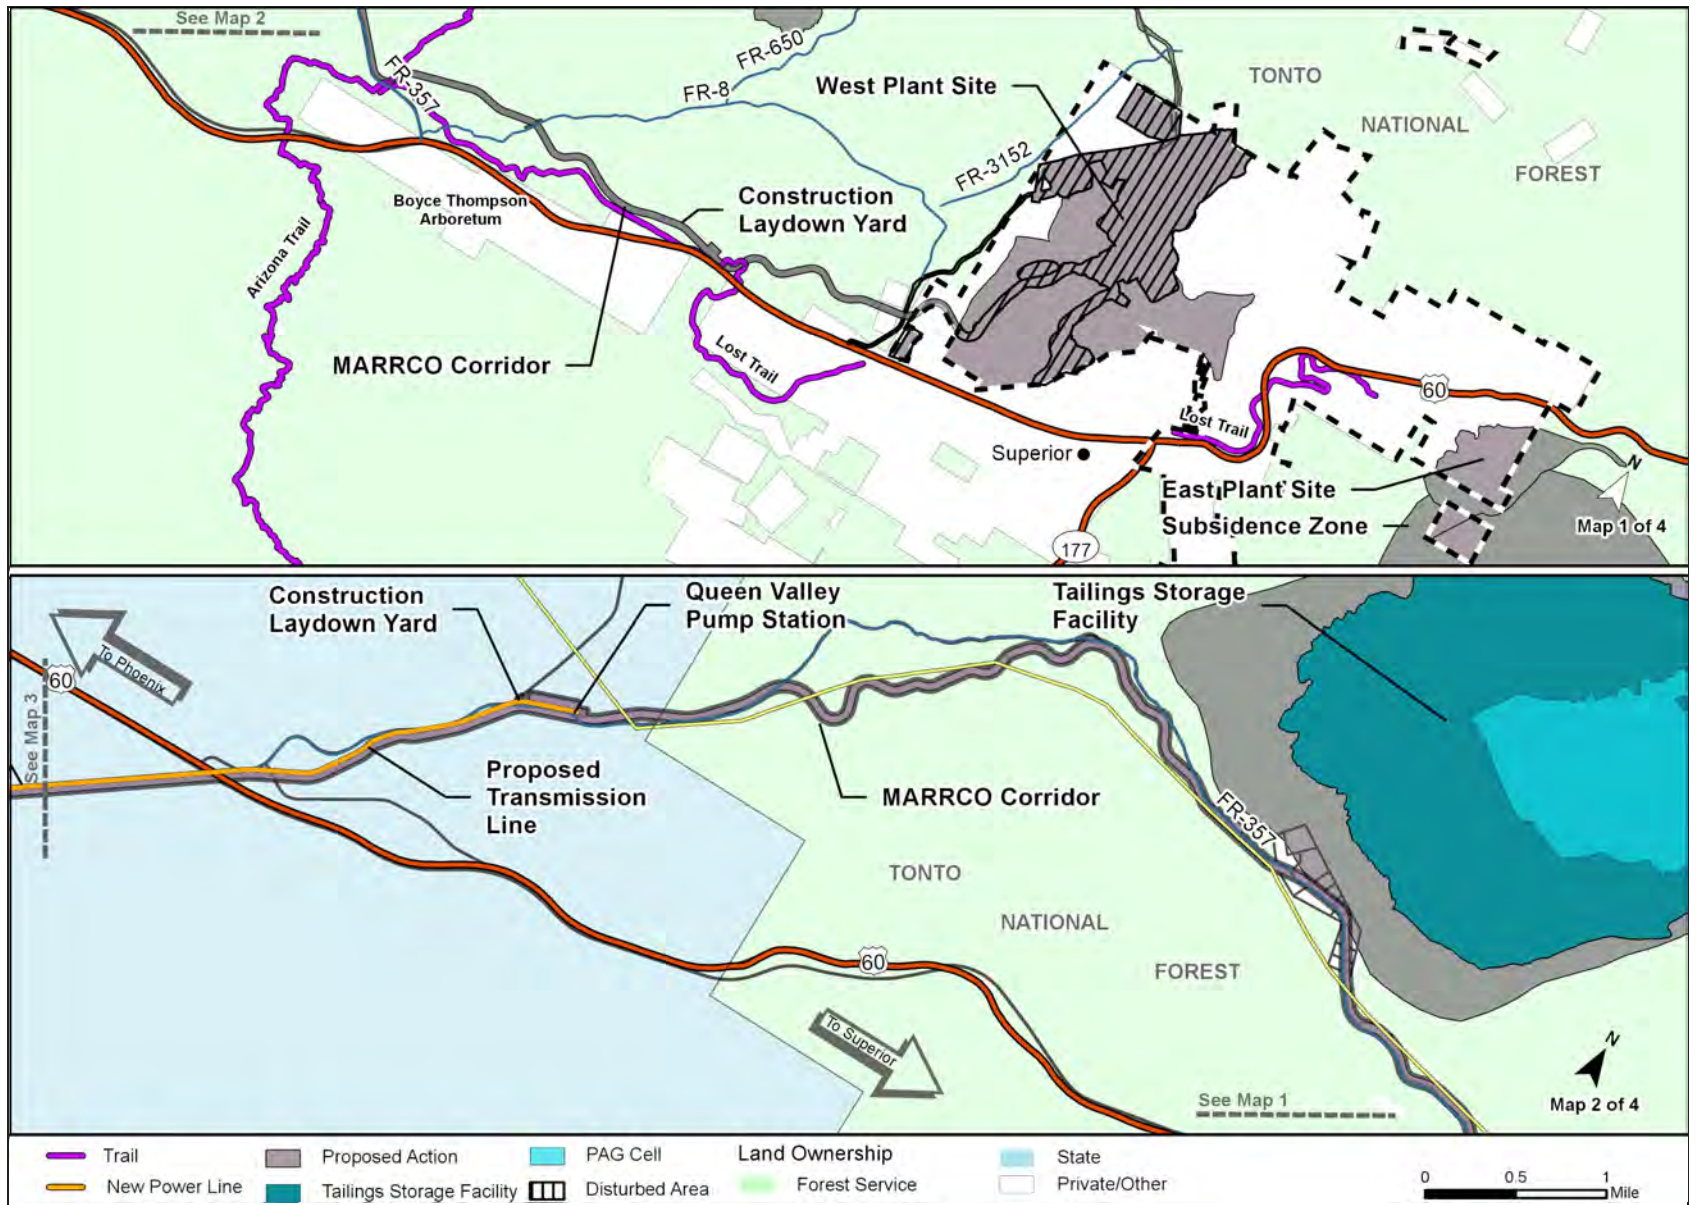 See Map 2
FR-357
FR-650
FR-8
West Plant Site
TONTO
NATIONAL
FOREST
FR-3152
Boyce Thompson
Arboretum
Construction
Laydown Yard
Arizona Trail
MARRCO Corridor
Lost Trail
60
Lost Trail
Superior
East Plant Site
Subsidence Zone
177
N
Map 1 of 4
Construction
Laydown Yard
Queen Valley
Pump Station
Tailings Storage
Facility
To Phoenix
60
See Map 3
Proposed
Transmission
Line
MARRCO Corridor
FR-357
TONTO
NATIONAL
FOREST
60
To Superior
See Map 1
N
Map 2 of 4
Trail
Proposed Action
PAG Cell
Land Ownership
State
New Power Line
Tailings Storage Facility
Disturbed Area
Forest Service
Private/Other
0 0.5 1
Mile